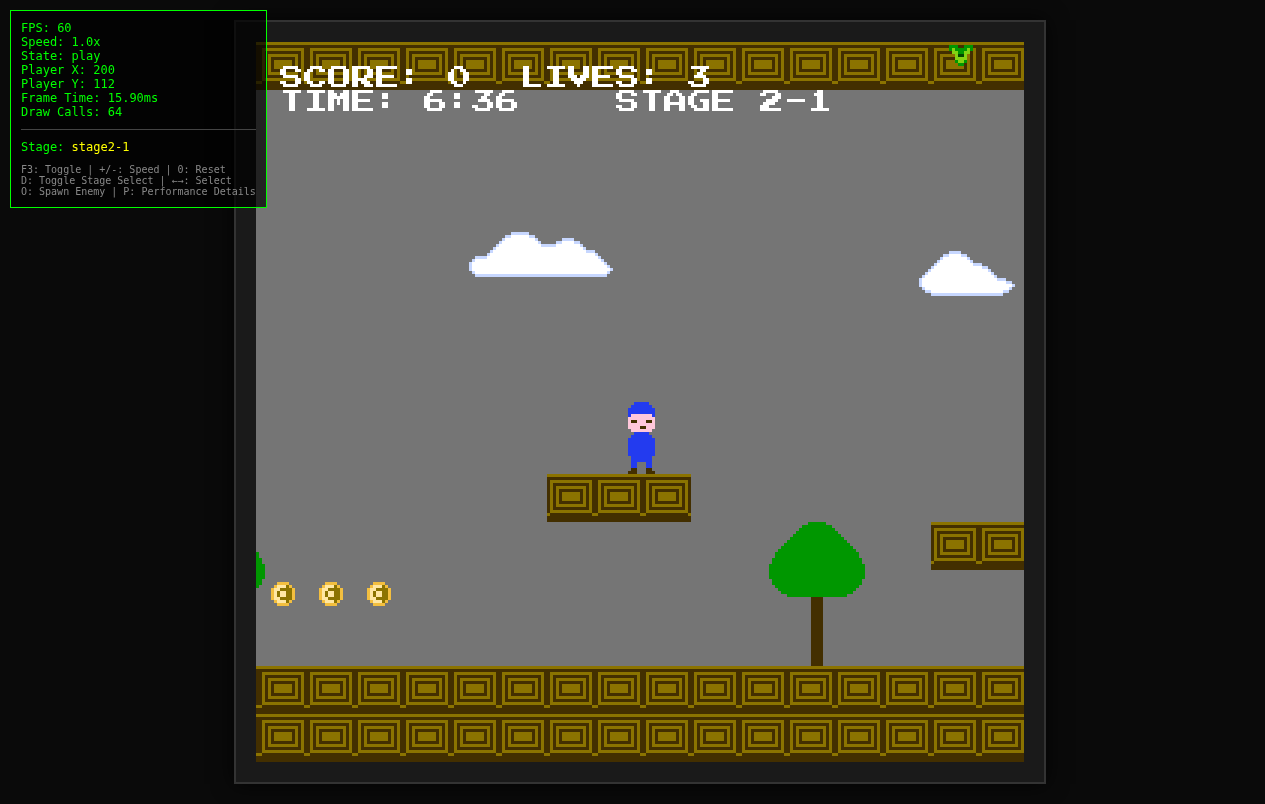 FPS: 60
Speed: 1.0x
State: play
Player X: 200
Player Y: 112
Frame Time: 15.90ms
Draw Calls: 64
Stage: stage2-1
F3: Toggle | +/-: Speed | 0: Reset
D: Toggle Stage Select | ←→: Select
O: Spawn Enemy | P: Performance Details
SCORE: 0 LIVES: 3
TIME: 6:36 STAGE 2-1